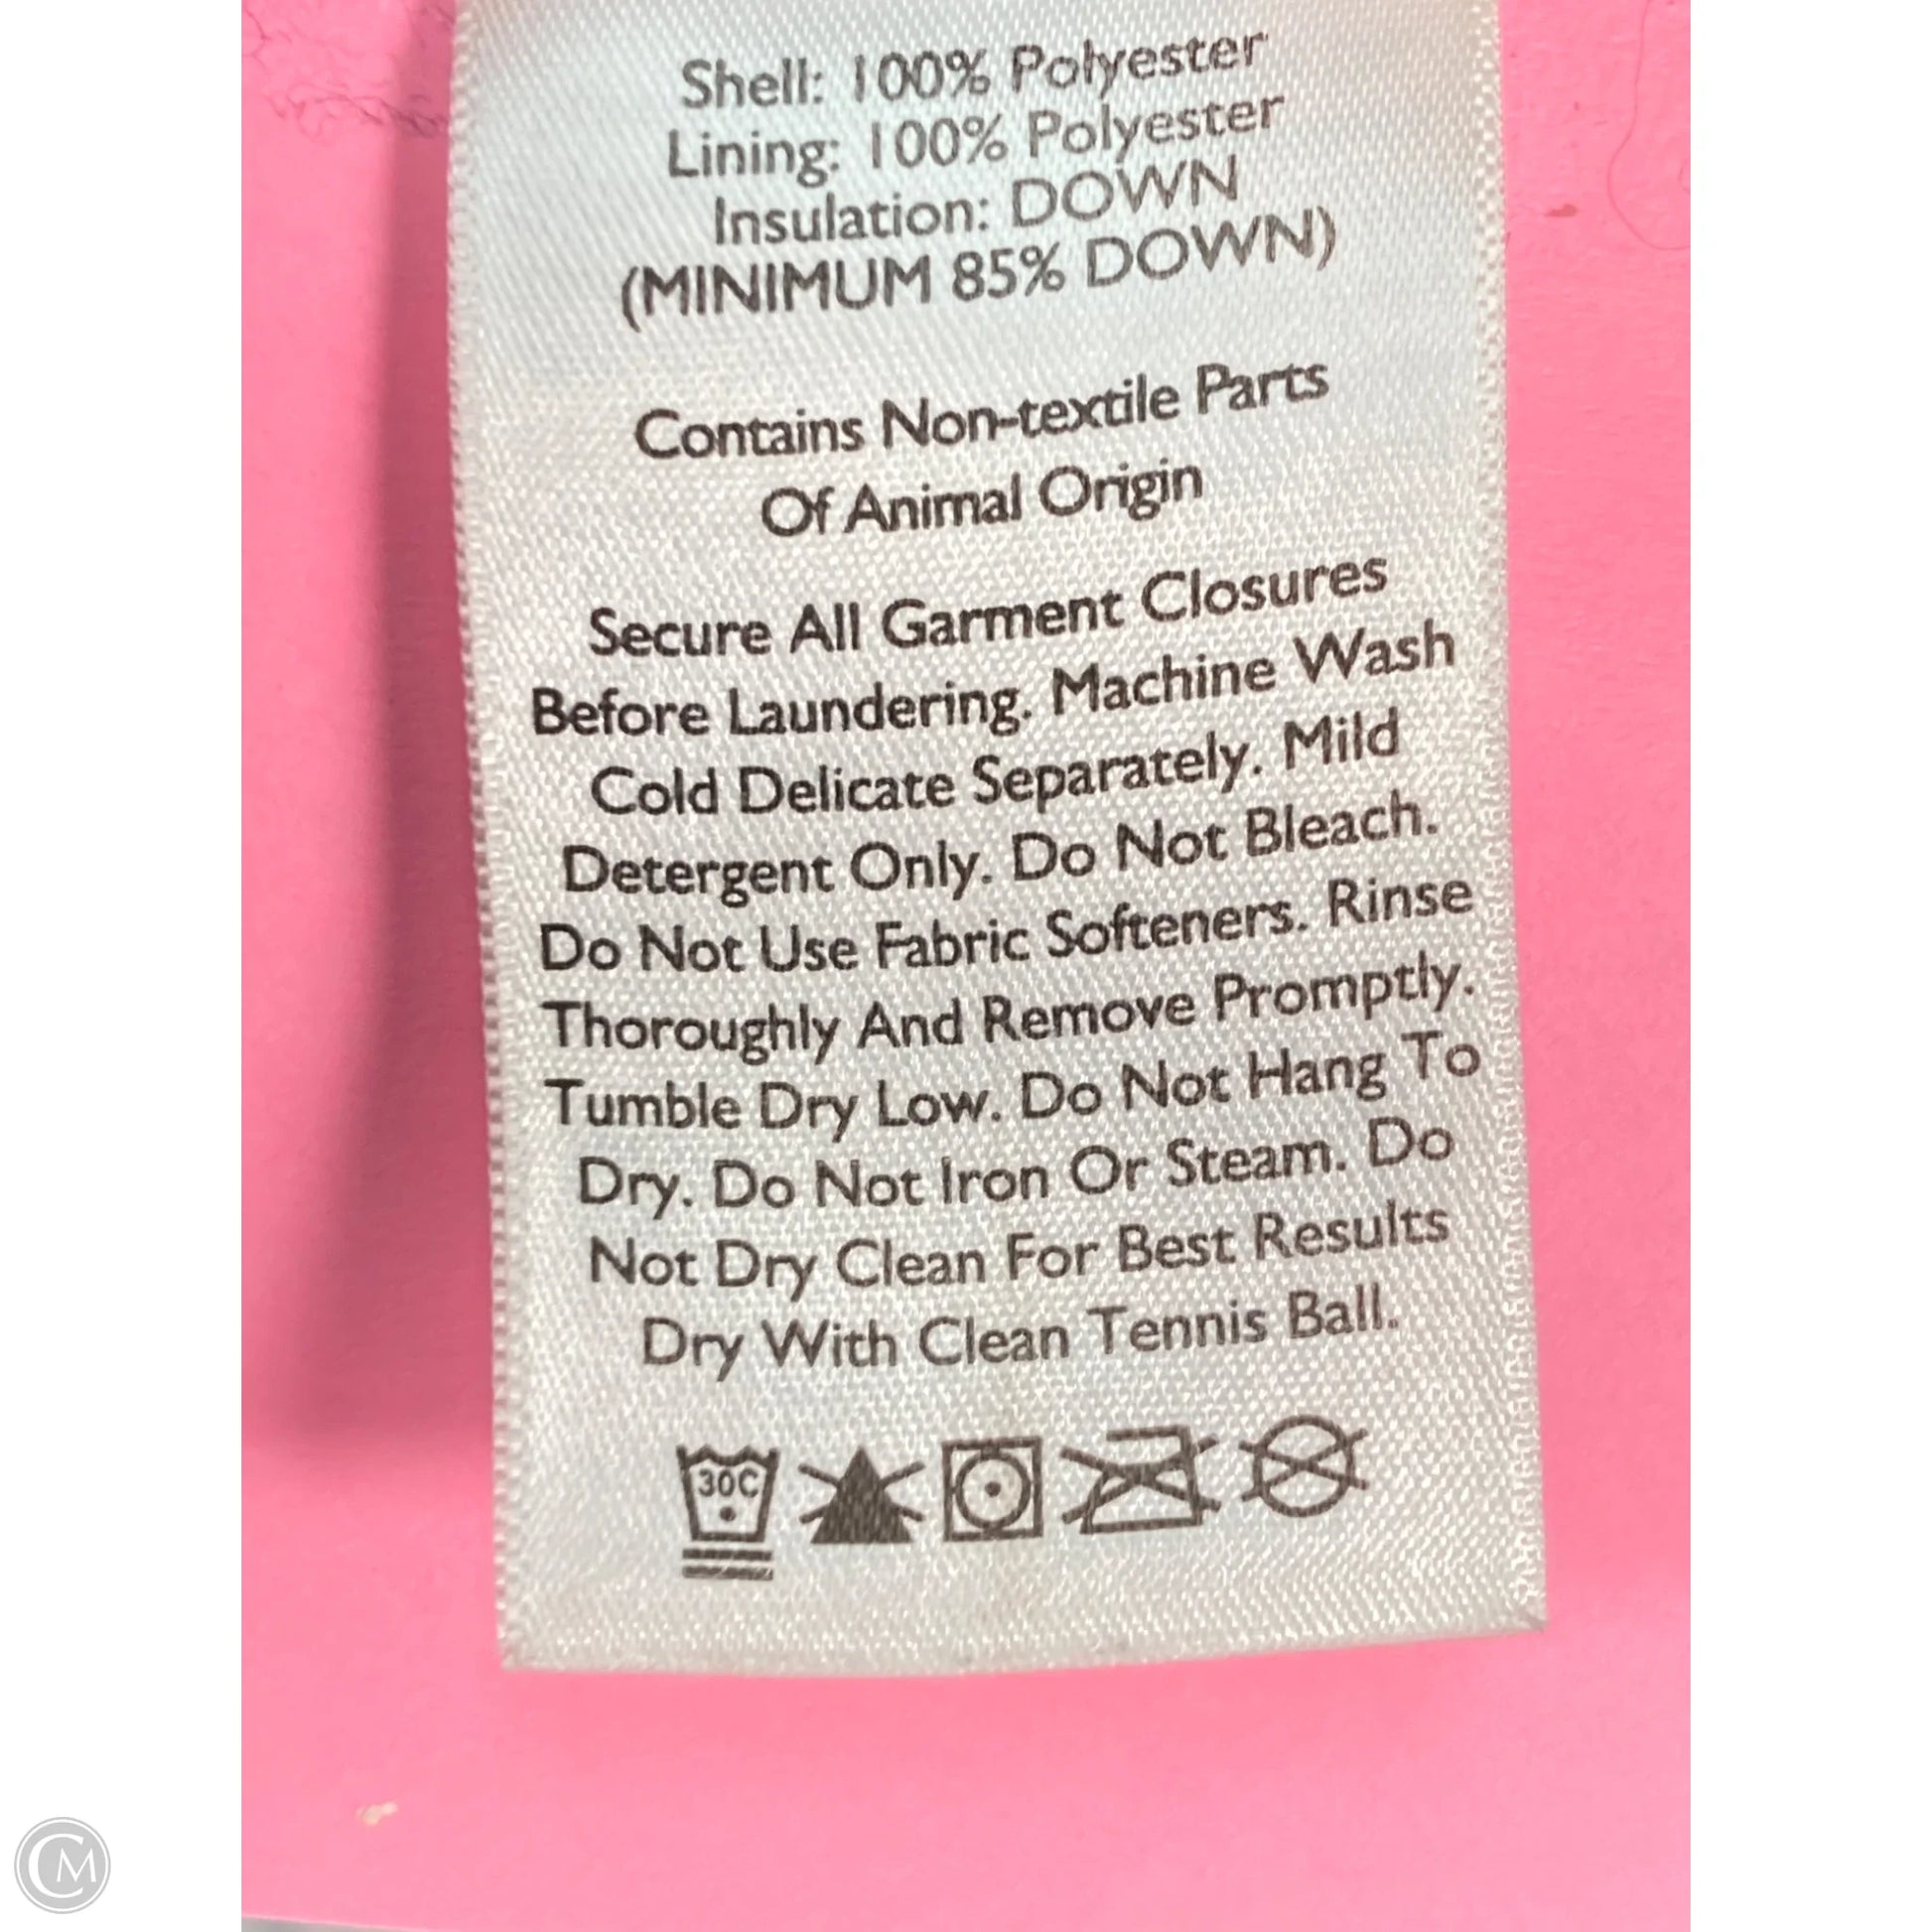 Shell: 100% Polyester
Lining: 100% Polyester
Insulation: DOWN
(MINIMUM 85% DOWN)
Contains Non-textile Parts
Of Animal Origin
Secure All Garment Closures
Before Laundering. Machine Wash
Cold Delicate Separately. Mild
Detergent Only. Do Not Bleach.
Do Not Use Fabric Softeners. Rinse
Thoroughly And Remove Promptly.
Tumble Dry Low. Do Not Hang To
Dry. Do Not Iron Or Steam. Do
Not Dry Clean For Best Results
Dry With Clean Tennis Ball.
30C
CM